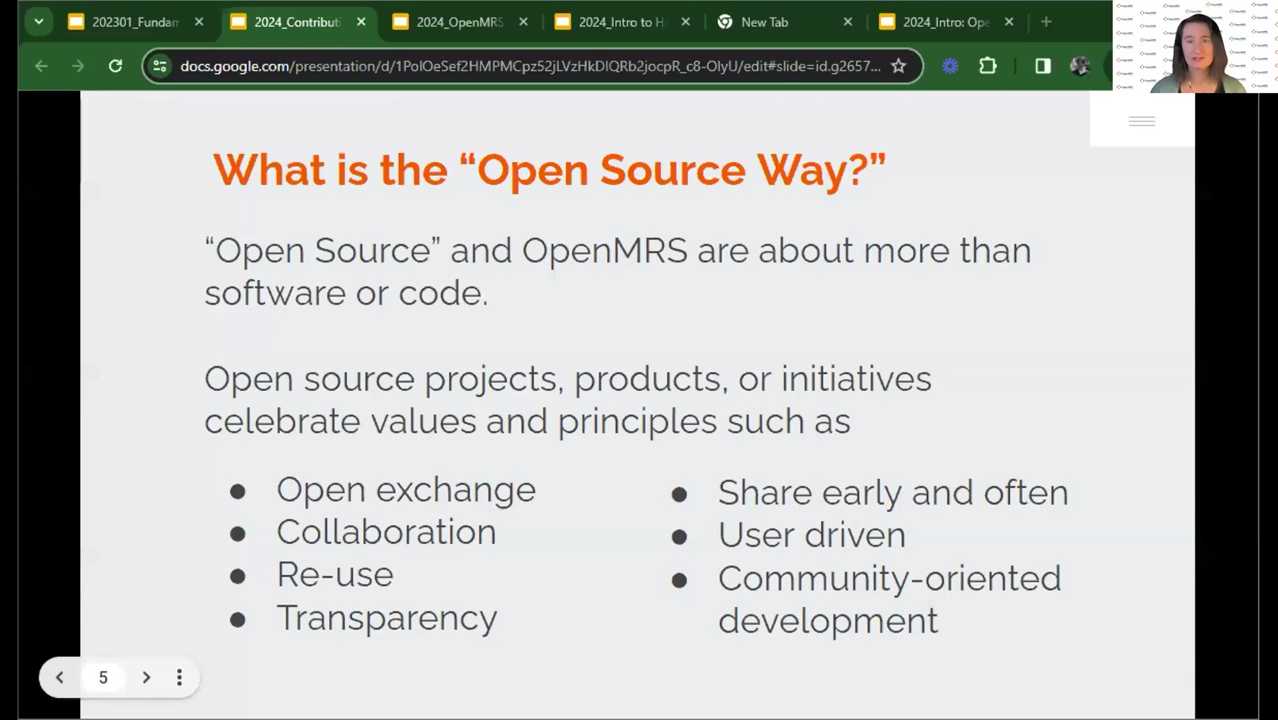 202301_Fundam
2024_Contributi
2024_OpenMRS
2024_Intro to H
New Tab
2024_Intro: Ope
docs.google.com/presentation/d/1PolOeSef2HMPMCpz52jLVzHkDlQRb2jocpR_c8-OlyU/edit#slide=id.g2657...
What is the “Open Source Way?”
“Open Source” and OpenMRS are about more than
software or code.
Open source projects, products, or initiatives
celebrate values and principles such as
● Open exchange
● Collaboration
● Re-use
● Transparency
● Share early and often
● User driven
● Community-oriented
development
5